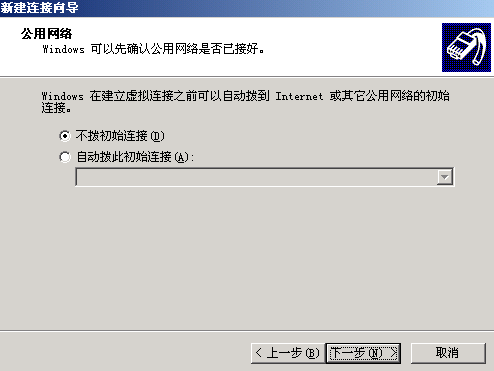 新建连接向导
公用网络
Windows 可以先确认公用网络是否已接好。
Windows 在建立虚拟连接之前可以自动拨到 Internet 或其它公用网络的初始
连接。
不拨初始连接(D)
自动拨此初始连接(A):
< 上一步(B) 下一步(N) > 取消